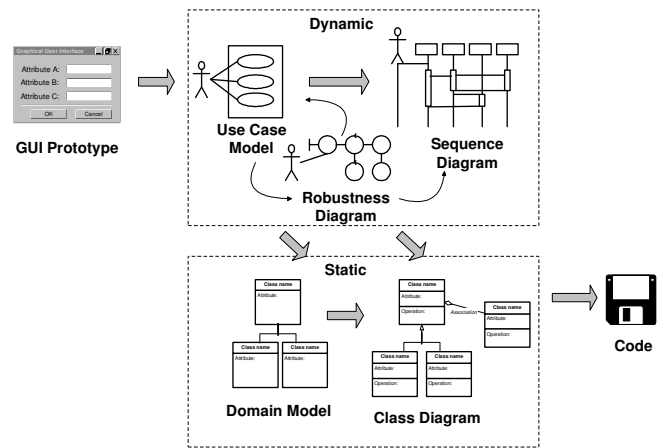 Dynamic
Graphical User Interface
Attribute A:
Attribute B:
Attribute C:
OK
Cancel
GUI Prototype
Use Case
Model
Sequence
Diagram
Robustness
Diagram
Static
Class name
Attribute:
Class name
Attribute:
Class name
Attribute:
Domain Model
Class name
Attribute:
Operation:
Association
Class name
Attribute:
Operation:
Class name
Attribute:
Operation:
Class name
Attribute:
Operation:
Class Diagram
Code